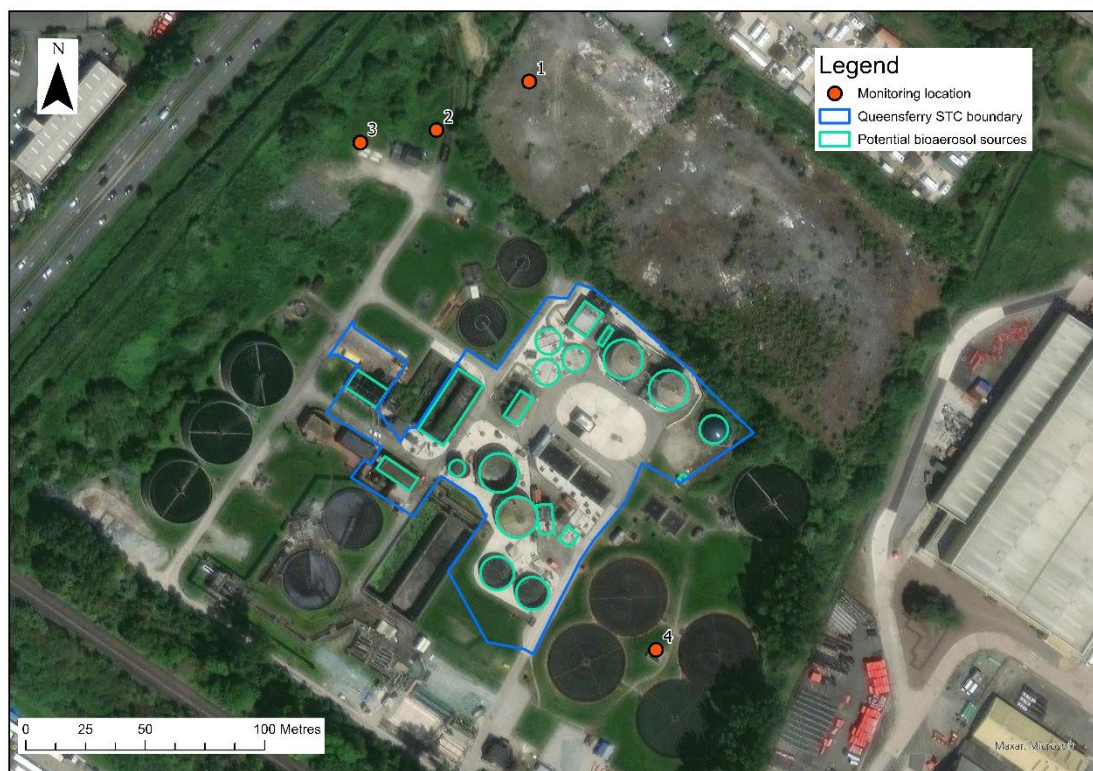 N
1
2
3
Legend
Monitoring location
Queensferry STC boundary
Potential bioaerosol sources
4
0 25 50 100 Metres
Maxar, Microsoft